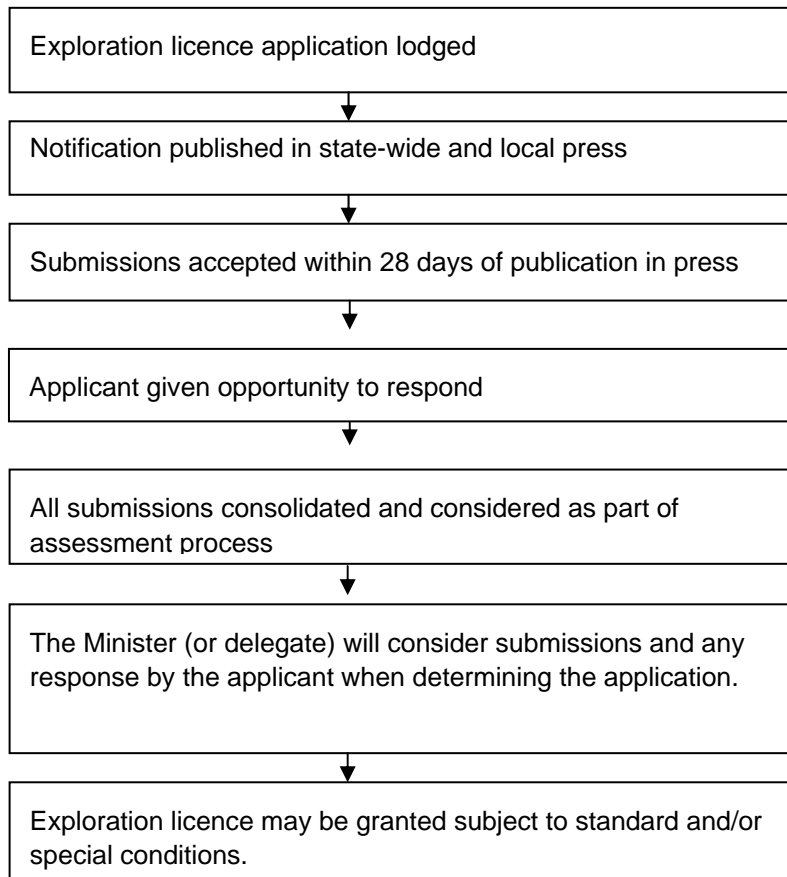 Exploration licence application lodged
Notification published in state-wide and local press
Submissions accepted within 28 days of publication in press
Applicant given opportunity to respond
All submissions consolidated and considered as part of
assessment process
The Minister (or delegate) will consider submissions and any
response by the applicant when determining the application.
Exploration licence may be granted subject to standard and/or
special conditions.